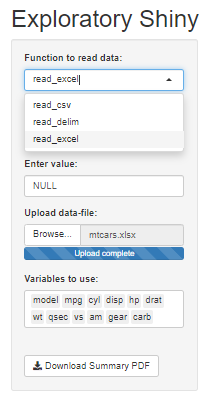 Exploratory Shiny
Function to read data:
read_excel
read_csv
read_delim
read_excel
Enter value:
NULL
Upload data-file:
Browse... mtcars.xlsx
Upload complete
Variables to use:
model mpg cyl disp hp drat
wt qsec vs am gear carb
Download Summary PDF